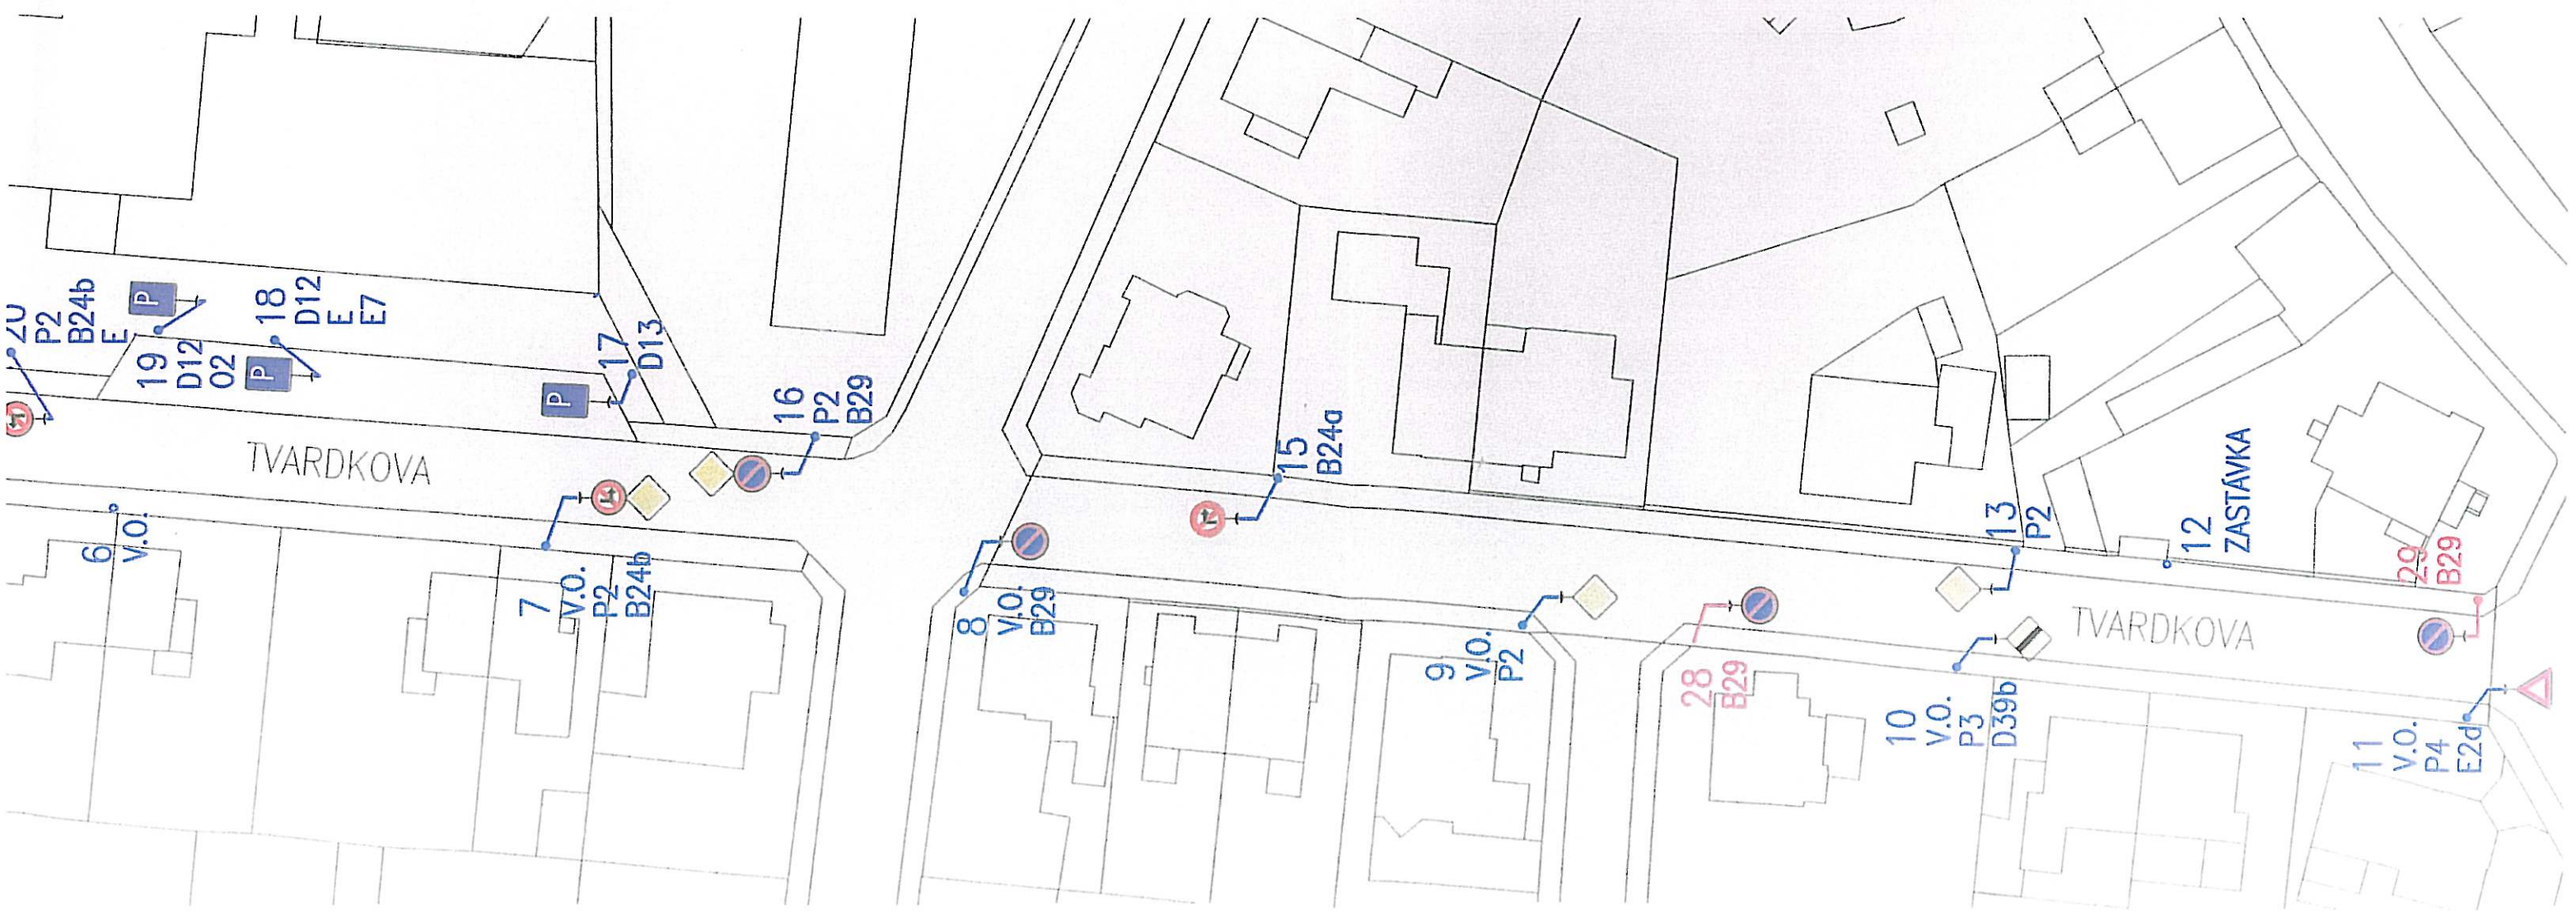 20
P2
B24b
E
P
19
D12
O2
P
18
D12
E
E7
P
17
D13
16
P2
B29
TVARDKOVA
6
V.O.
7
V.O.
P2
B24b
8
V.O.
B29
15
B24a
9
V.O.
P2
28
B29
13
P2
12
ZASTÁVKA
10
V.O.
P3
D39b
TVARDKOVA
29
B29
11
V.O.
P4
E2d